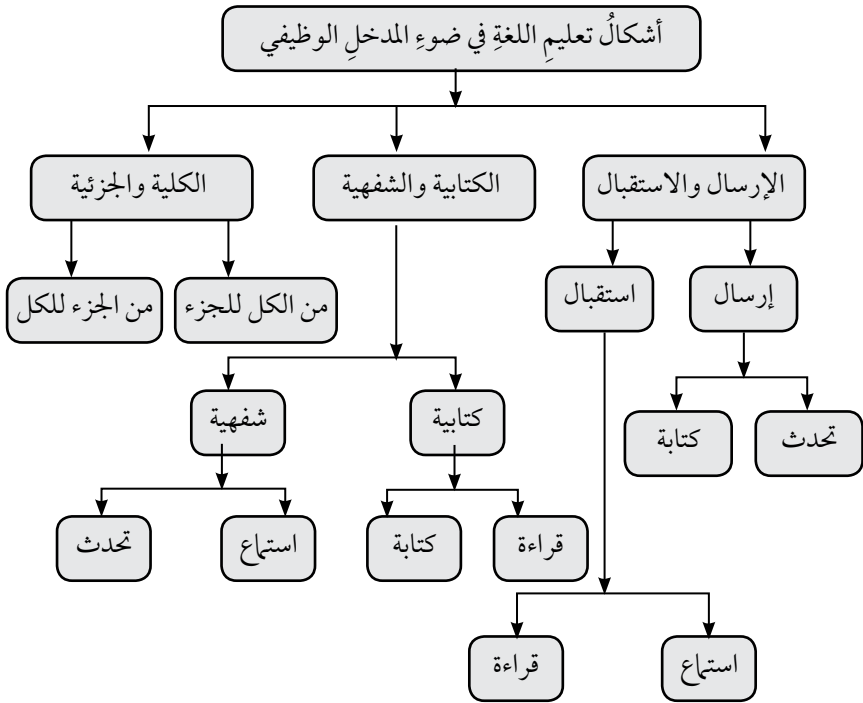 أشكالُ تعليمِ اللغةِ في ضوءِ المدخلِ الوظيفي
الإرسال والاستقبال
الكتابية والشفهية
الكلية والجزئية
إرسال
استقبال
من الكل للجزء
من الجزء للكل
تحدث
كتابة
كتابية
شفهية
قراءة
كتابة
استماع
تحدث
استماع
قراءة